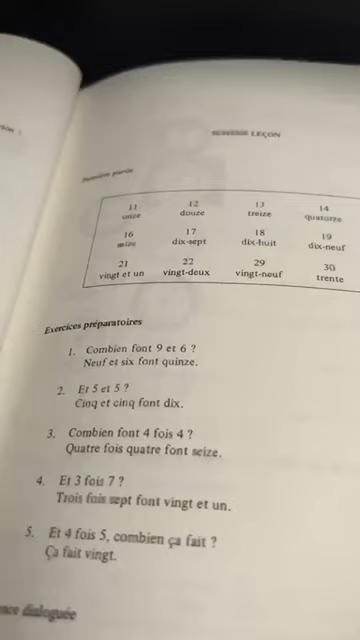 LEÇON
partie
11 12 13 14
onze douze treize quatorze
16 17 18 19
seize dix-sept dix-huit dix-neuf
21 22 29 30
vingt et un vingt-deux vingt-neuf trente
Exercices préparatoires
1. Combien font 9 et 6 ?
Neuf et six font quinze.
2. Et 5 et 5 ?
Cinq et cinq font dix.
3. Combien font 4 fois 4 ?
Quatre fois quatre font seize.
4. Et 3 fois 7 ?
Trois fois sept font vingt et un.
5. Et 4 fois 5, combien ça fait ?
Ça fait vingt.
dialoguée